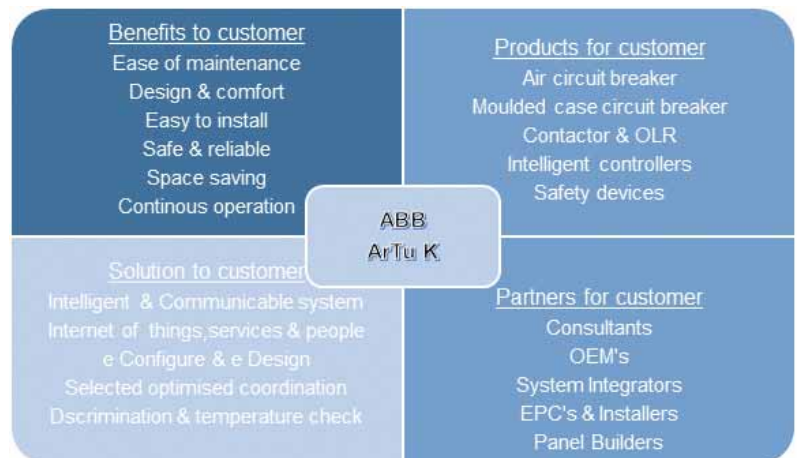 Benefits to customer
Ease of maintenance
Design & comfort
Easy to install
Safe & reliable
Space saving
Continous operation
Products for customer
Air circuit breaker
Moulded case circuit breaker
Contactor & OLR
Intelligent controllers
Safety devices
ABB
ArTu K
Solution to customer
Intelligent & Communicable system
Internet of things,services & people
e Configure & e Design
Selected optimised coordination
Dscrimination & temperature check
Partners for customer
Consultants
OEM's
System Integrators
EPC's & Installers
Panel Builders